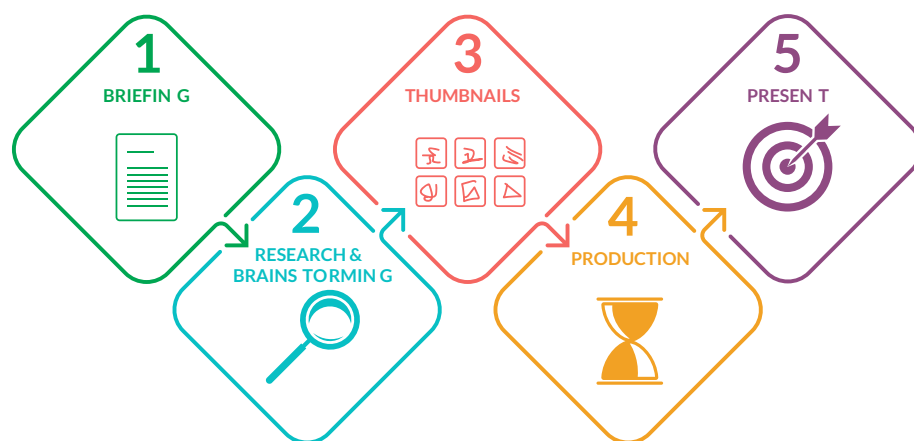 1
BRIEFIN G
2
RESEARCH &
BRAINS TORMIN G
3
THUMBNAILS
4
PRODUCTION
5
PRESEN T